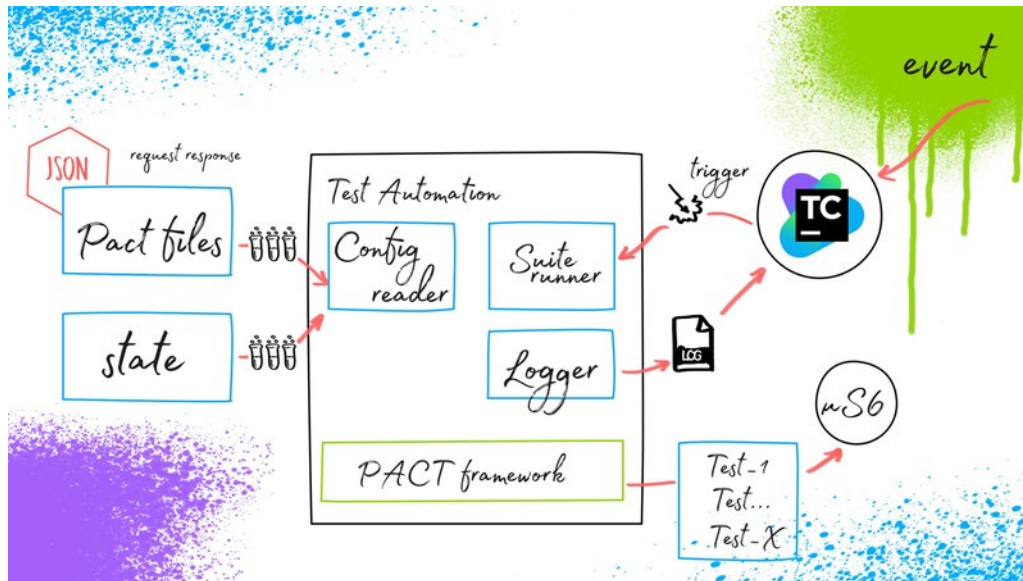 event
JSON
request response
trigger
TC
Test Automation
Pact files
Config
reader
Suite
runner
state
Logger
LOG
µS6
PACT framework
Test-1
Test...
Test-X